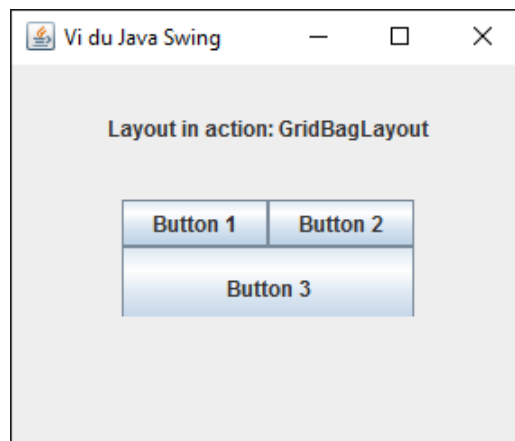 Vi du Java Swing
Layout in action: GridBagLayout
Button 1 Button 2
Button 3